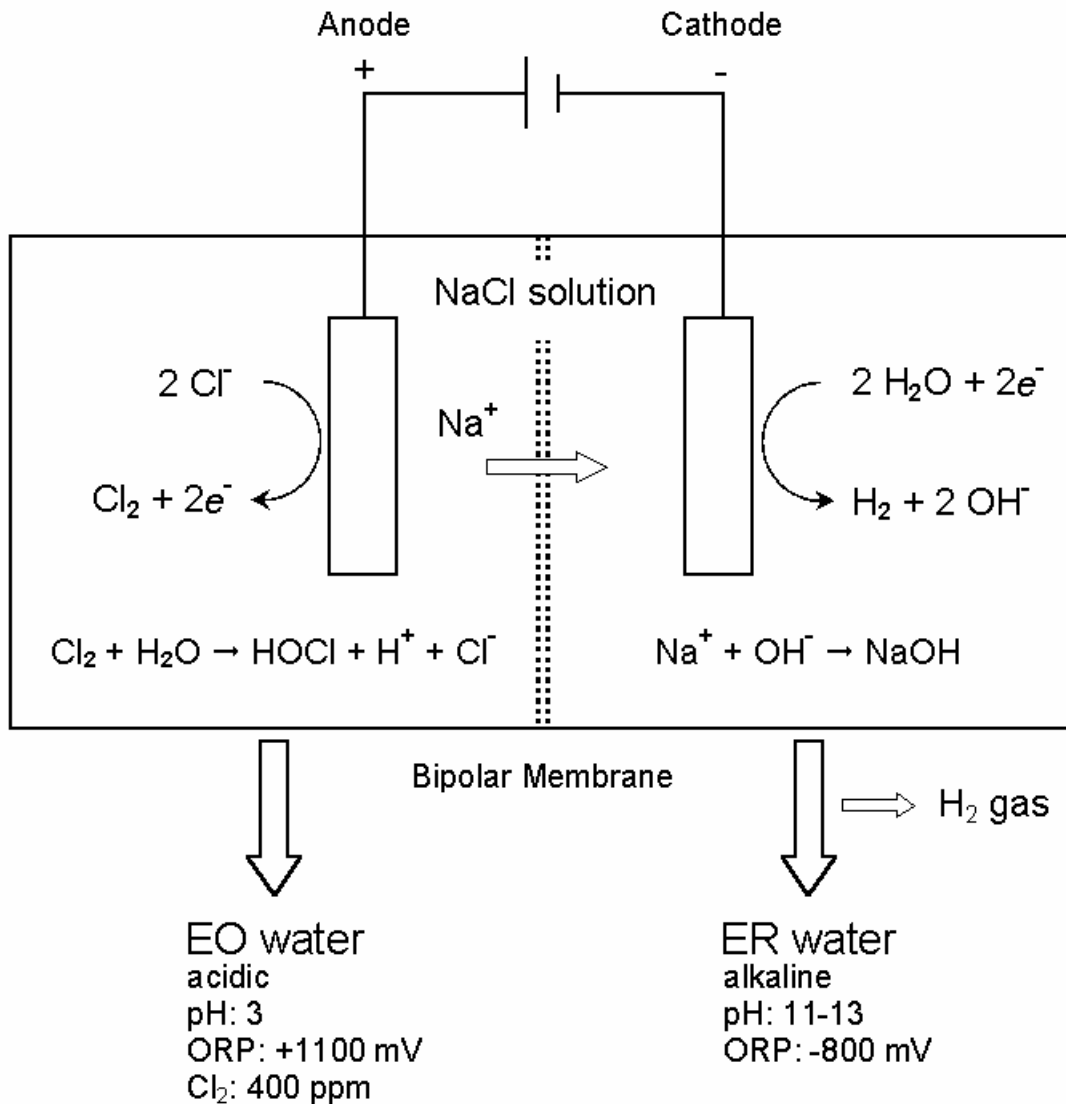 Anode
Cathode
+
-
NaCl solution
2 Cl⁻
Cl₂ + 2e⁻
Na⁺
2 H₂O + 2e⁻
H₂ + 2 OH⁻
Cl₂ + H₂O → HOCl + H⁺ + Cl⁻
Na⁺ + OH⁻ → NaOH
Bipolar Membrane
H₂ gas
EO water
acidic
pH: 3
ORP: +1100 mV
Cl₂: 400 ppm
ER water
alkaline
pH: 11-13
ORP: -800 mV